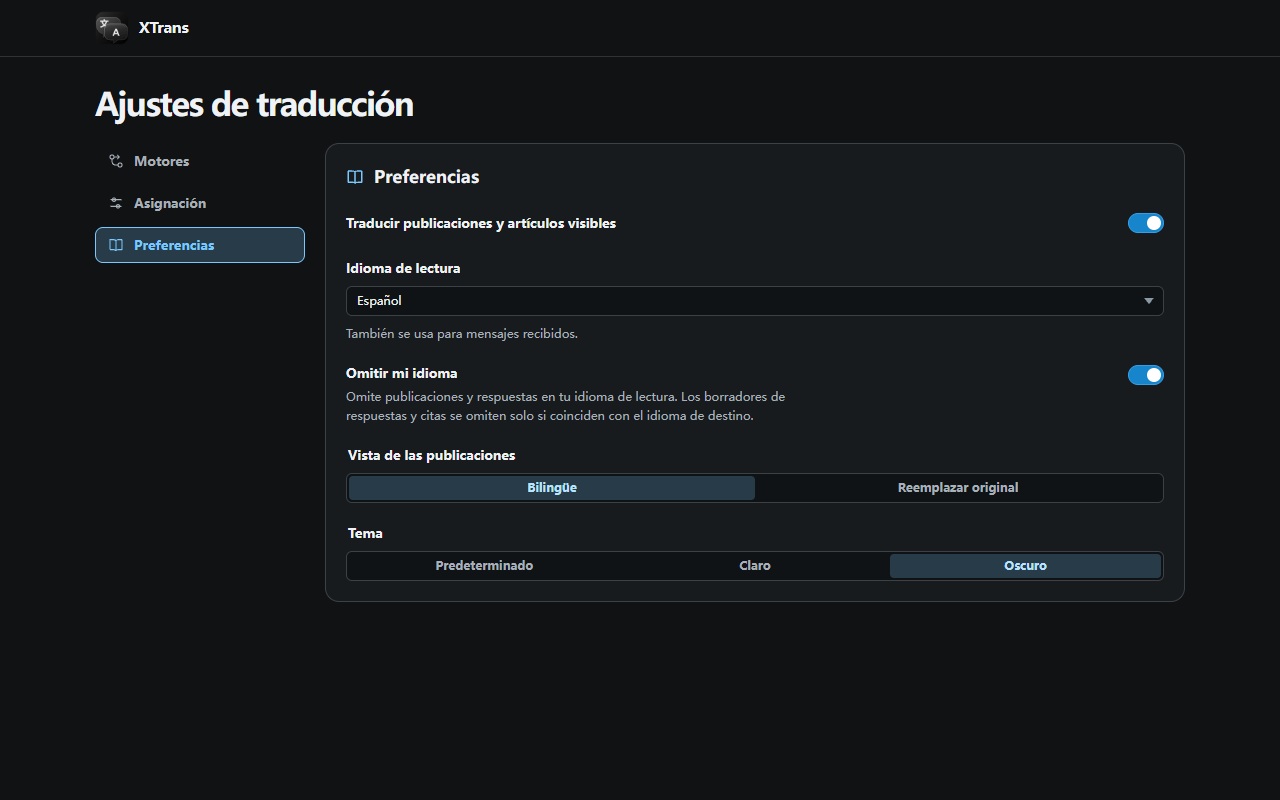 XTrans
Ajustes de traducción
Motores
Asignación
Preferencias
Preferencias
Traducir publicaciones y artículos visibles
Idioma de lectura
Español
También se usa para mensajes recibidos.
Omitir mi idioma
Omite publicaciones y respuestas en tu idioma de lectura. Los borradores de
respuestas y citas se omiten solo si coinciden con el idioma de destino.
Vista de las publicaciones
Bilingüe
Reemplazar original
Tema
Predeterminado
Claro
Oscuro